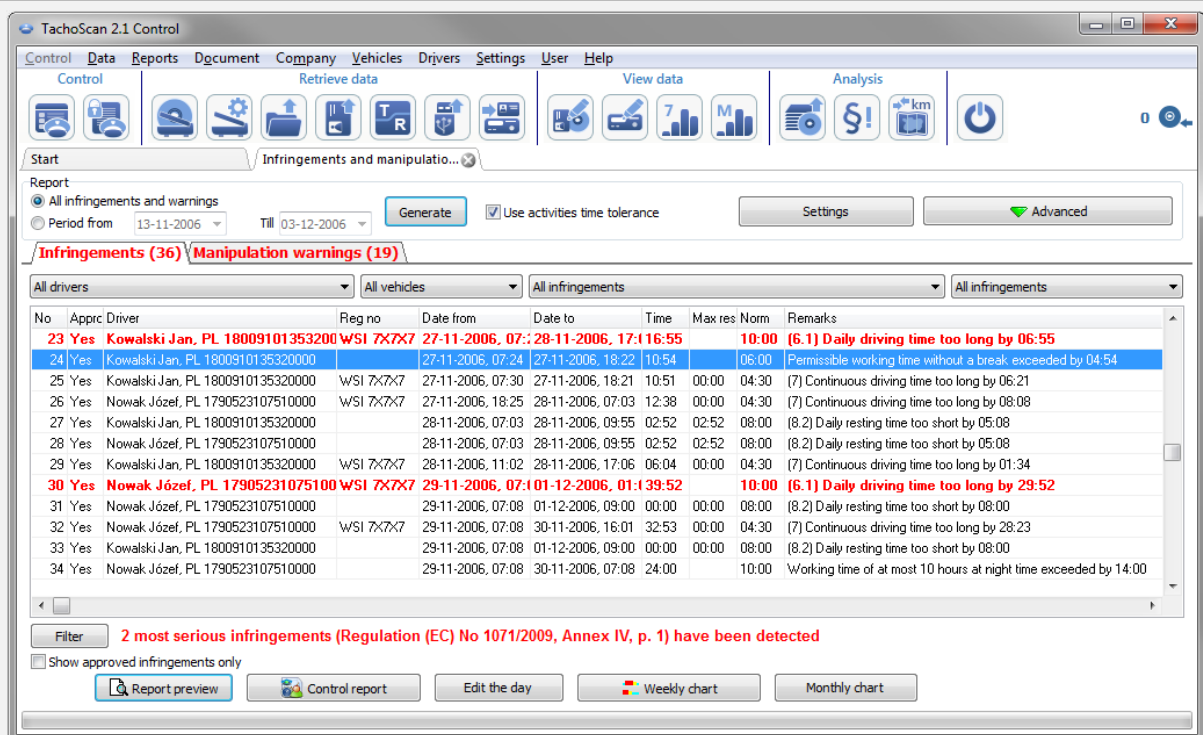 TachoScan 2.1 Control
Control Data Reports Document Company Vehicles Drivers Settings User Help
Control Retrieve data View data Analysis
T R 7 M §! km 0
Start Infringements and manipulatio...
Report
All infringements and warnings
Period from 13-11-2006 Till 03-12-2006 Generate Use activities time tolerance Settings Advanced
Infringements (36) Manipulation warnings (19)
All drivers All vehicles All infringements All infringements
No Apprc Driver Reg no Date from Date to Time Max res Norm Remarks
23 Yes Kowalski Jan, PL 18009101353200 WSI 7X7X7 27-11-2006, 07: 28-11-2006, 17: 16:55 10:00 (6.1) Daily driving time too long by 06:55
24 Yes Kowalski Jan, PL 1800910135320000 27-11-2006, 07:24 27-11-2006, 18:22 10:54 06:00 Permissible working time without a break exceeded by 04:54
25 Yes Kowalski Jan, PL 1800910135320000 WSI 7X7X7 27-11-2006, 07:30 27-11-2006, 18:21 10:51 00:00 04:30 (7) Continuous driving time too long by 06:21
26 Yes Nowak Józef, PL 1790523107510000 WSI 7X7X7 27-11-2006, 18:25 28-11-2006, 07:03 12:38 00:00 04:30 (7) Continuous driving time too long by 08:08
27 Yes Kowalski Jan, PL 1800910135320000 28-11-2006, 07:03 28-11-2006, 09:55 02:52 02:52 08:00 (8.2) Daily resting time too short by 05:08
28 Yes Nowak Józef, PL 1790523107510000 28-11-2006, 07:03 28-11-2006, 09:55 02:52 02:52 08:00 (8.2) Daily resting time too short by 05:08
29 Yes Kowalski Jan, PL 1800910135320000 WSI 7X7X7 28-11-2006, 11:02 28-11-2006, 17:06 06:04 00:00 04:30 (7) Continuous driving time too long by 01:34
30 Yes Nowak Józef, PL 17905231075100 WSI 7X7X7 29-11-2006, 07: 01-12-2006, 01: 39:52 10:00 (6.1) Daily driving time too long by 29:52
31 Yes Nowak Józef, PL 1790523107510000 29-11-2006, 07:08 01-12-2006, 09:00 00:00 00:00 08:00 (8.2) Daily resting time too short by 08:00
32 Yes Nowak Józef, PL 1790523107510000 WSI 7X7X7 29-11-2006, 07:08 30-11-2006, 16:01 32:53 00:00 04:30 (7) Continuous driving time too long by 28:23
33 Yes Kowalski Jan, PL 1800910135320000 29-11-2006, 07:08 01-12-2006, 09:00 00:00 00:00 08:00 (8.2) Daily resting time too short by 08:00
34 Yes Nowak Józef, PL 1790523107510000 29-11-2006, 07:08 30-11-2006, 07:08 24:00 10:00 Working time of at most 10 hours at night time exceeded by 14:00
Filter 2 most serious infringements (Regulation (EC) No 1071/2009, Annex IV, p. 1) have been detected
Show approved infringements only
Report preview Control report Edit the day Weekly chart Monthly chart